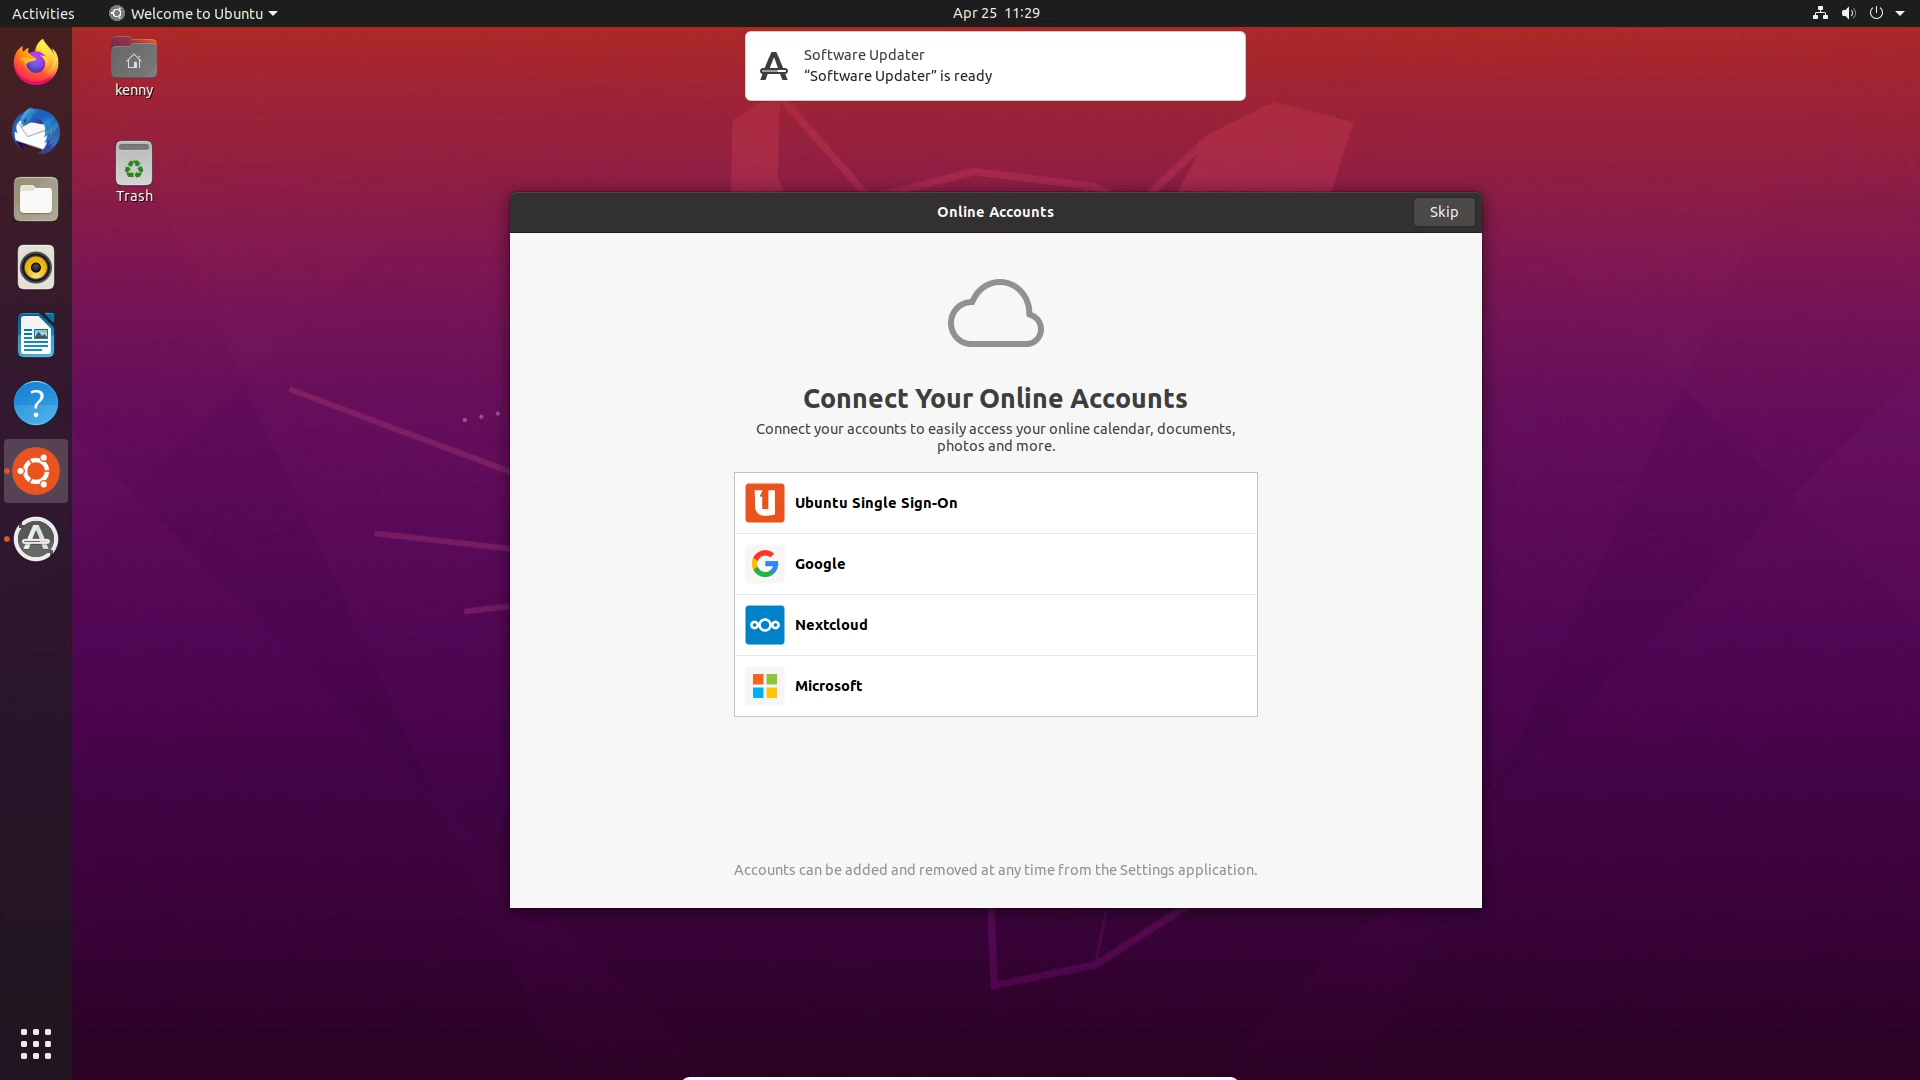 Activities
Welcome to Ubuntu
Apr 25 11:29
kenny
Trash
Software Updater
“Software Updater” is ready
Online Accounts
Skip
Connect Your Online Accounts
Connect your accounts to easily access your online calendar, documents,
photos and more.
Ubuntu Single Sign-On
Google
Nextcloud
Microsoft
Accounts can be added and removed at any time from the Settings application.